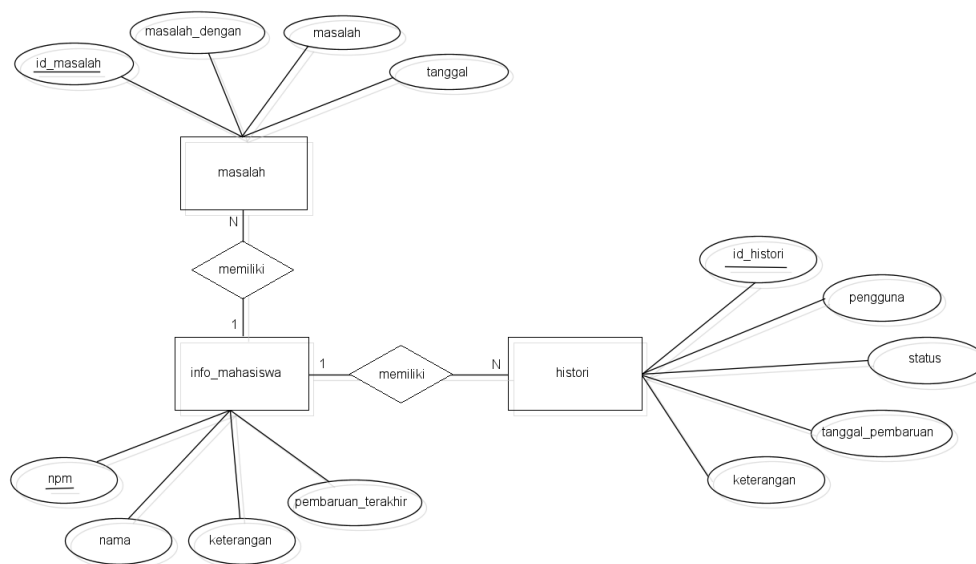 masalah_dengan
masalah
id_masalah
tanggal
masalah
N
memiliki
1
id_histori
pengguna
status
info_mahasiswa
1
memiliki
N
histori
tanggal_pembaruan
keterangan
npm
pembaruan_terakhir
nama
keterangan